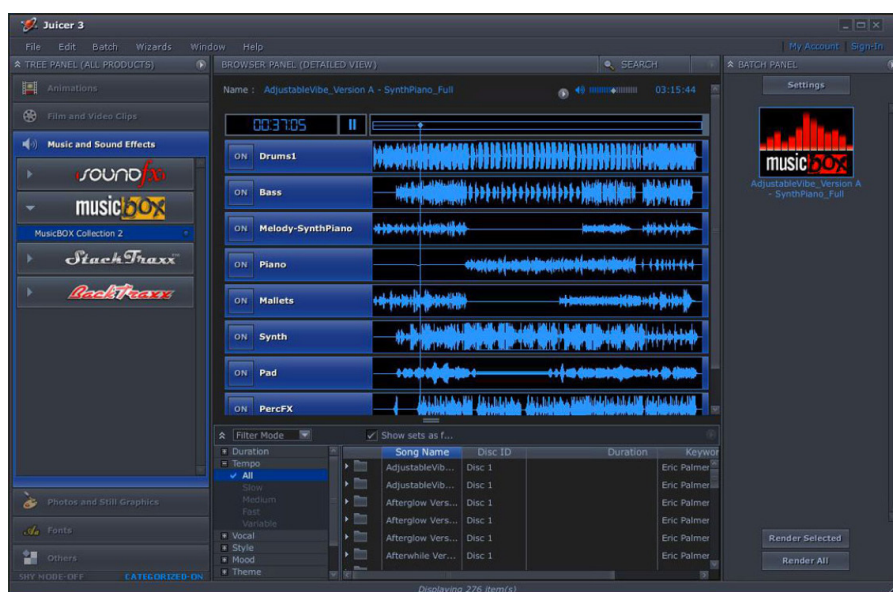 Juicer 3
File Edit Batch Wizards Window Help
My Account Sign-In
TREE PANEL (ALL PRODUCTS)
Animations
Film and Video Clips
Music and Sound Effects
SOUNDfx
musicbox
MusicBOX Collection 2
StackTraxx
BackTraxx
Photos and Still Graphics
Fonts
Others
SHY MODE-OFF CATEGORIZED-ON
BROWSER PANEL (DETAILED VIEW) SEARCH
Name : AdjustableVibe_Version A - SynthPiano_Full 03:15:44
00:37:05
ON Drums1
ON Bass
ON Melody-SynthPiano
ON Piano
ON Mallets
ON Synth
ON Pad
ON PercFX
Filter Mode Show sets as f...
Duration
Tempo
All
Slow
Medium
Fast
Variable
Vocal
Style
Mood
Theme
Song Name Disc ID Duration Keywor
AdjustableVib... Disc 1 Eric Palmer
AdjustableVib... Disc 1 Eric Palmer
Afterglow Vers... Disc 1 Eric Palmer
Afterglow Vers... Disc 1 Eric Palmer
Afterglow Vers... Disc 1 Eric Palmer
Afterwhile Ver... Disc 1 Eric Palmer
Displaying 276 item(s)
BATCH PANEL
Settings
musicbox
AdjustableVibe_Version A
- SynthPiano_Full
Render Selected
Render All